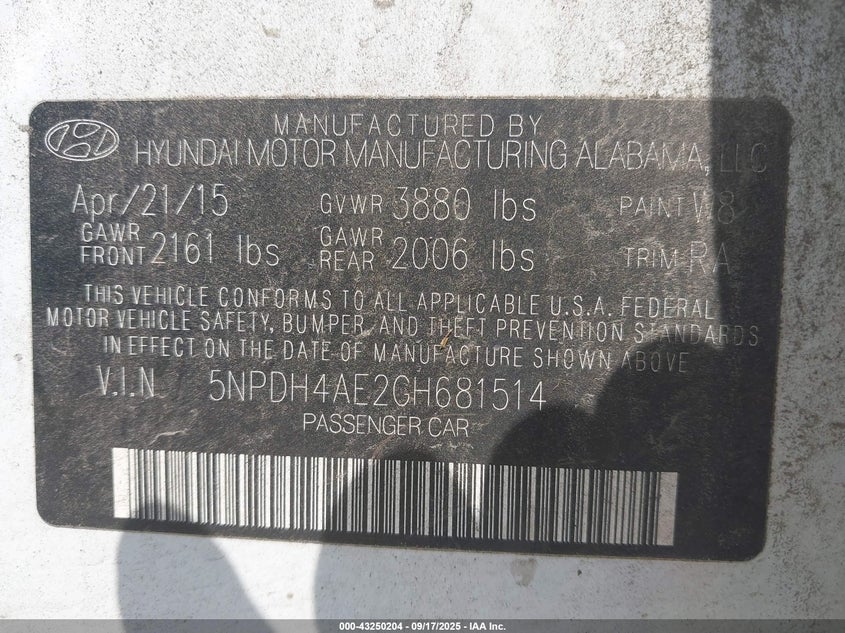 MANUFACTURED BY
HYUNDAI MOTOR MANUFACTURING ALABAMA, LLC
Apr/21/15 GVWR 3880 lbs PAINT W8
GAWR FRONT 2161 lbs GAWR REAR 2006 lbs TRIM RA
THIS VEHICLE CONFORMS TO ALL APPLICABLE U.S.A. FEDERAL
MOTOR VEHICLE SAFETY, BUMPER, AND THEFT PREVENTION STANDARDS
IN EFFECT ON THE DATE OF MANUFACTURE SHOWN ABOVE
V.I.N 5NPDH4AE2GH681514
PASSENGER CAR
000-43250204 - 09/17/2025 - IAA Inc.